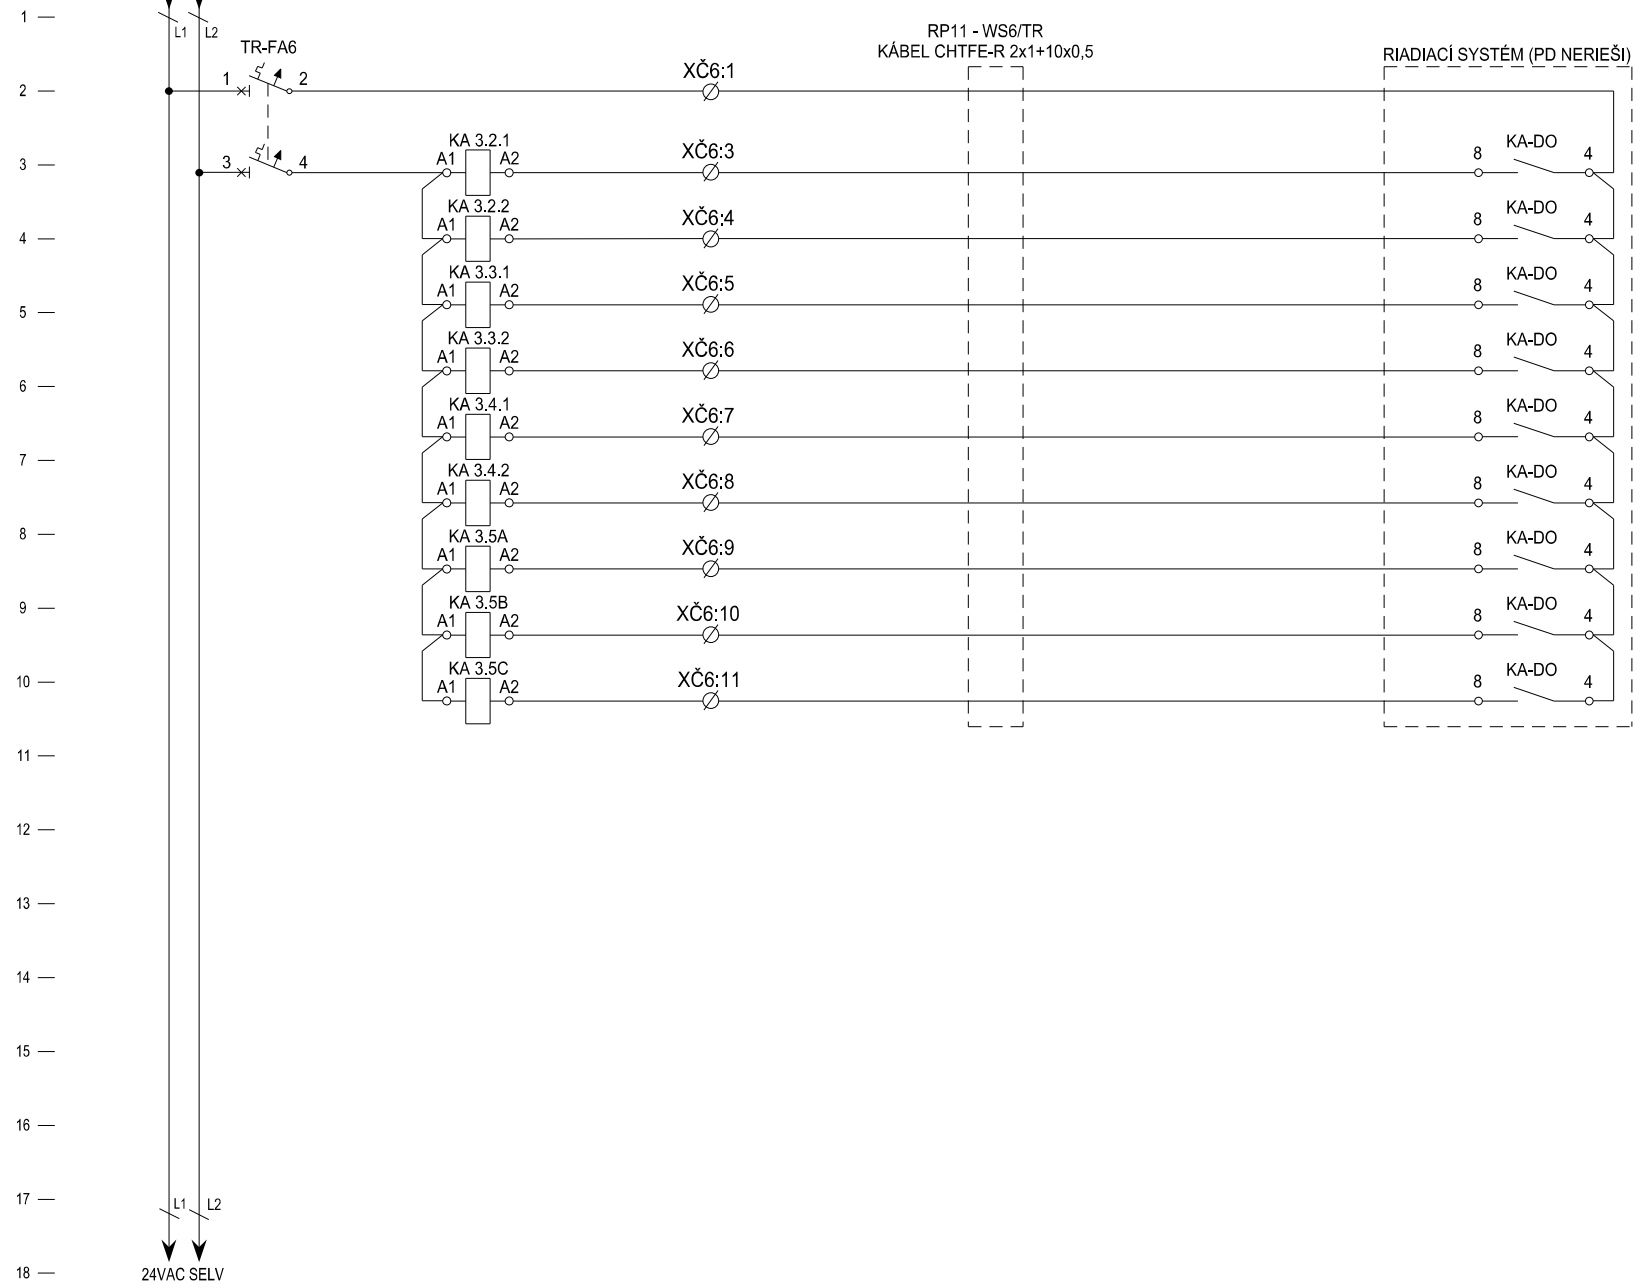 1
L1 L2
RP11 - WS6/TR
KÁBEL CHTFE-R 2x1+10x0,5
RIADIACÍ SYSTÉM (PD NERIEŠI)
TR-FA6
1 2 XČ6:1
2
KA 3.2.1
3 3 4 A1 A2 XČ6:3 8 KA-DO 4
KA 3.2.2
4 A1 A2 XČ6:4 8 KA-DO 4
KA 3.3.1
5 A1 A2 XČ6:5 8 KA-DO 4
KA 3.3.2
6 A1 A2 XČ6:6 8 KA-DO 4
KA 3.4.1
A1 A2 XČ6:7 8 KA-DO 4
7
KA 3.4.2
A1 A2 XČ6:8 8 KA-DO 4
8
KA 3.5A
A1 A2 XČ6:9 8 KA-DO 4
9
KA 3.5B
A1 A2 XČ6:10 8 KA-DO 4
10
KA 3.5C
A1 A2 XČ6:11 8 KA-DO 4
11
12
13
14
15
16
17
L1 L2
18 24VAC SELV